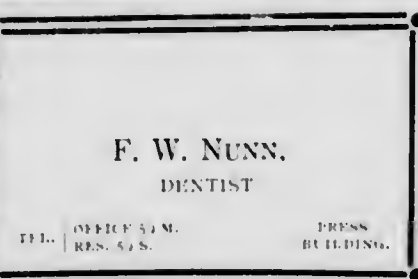 F. W. NUNN,
DENTIST
TEL. OFFICE
RES.
PRESS
BUILDING.